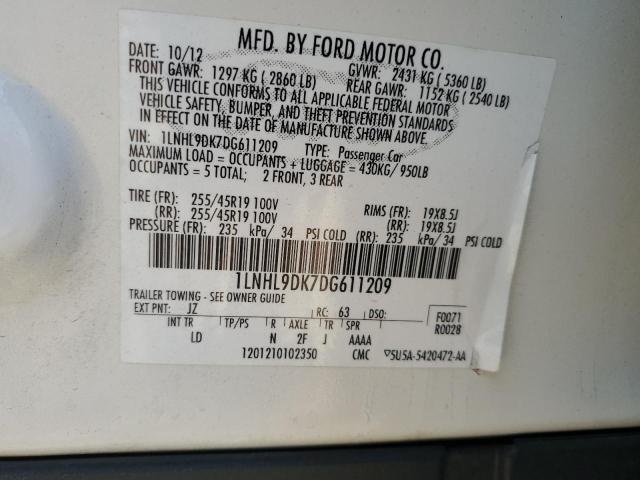 MFD. BY FORD MOTOR CO.
DATE: 10/12 GVWR: 2431 KG ( 5360 LB)
FRONT GAWR: 1297 KG ( 2860 LB) REAR GAWR: 1152 KG ( 2540 LB)
THIS VEHICLE CONFORMS TO ALL APPLICABLE FEDERAL MOTOR
VEHICLE SAFETY, BUMPER, AND THEFT PREVENTION STANDARDS
IN EFFECT ON THE DATE OF MANUFACTURE SHOWN ABOVE.
VIN: 1LNHL9DK7DG611209 TYPE: Passenger Car
MAXIMUM LOAD = OCCUPANTS + LUGGAGE = 430KG/ 950LB
OCCUPANTS = 5 TOTAL; 2 FRONT, 3 REAR
TIRE (FR): 255/45R19 100V RIMS (FR): 19X8.5J
(RR): 255/45R19 100V (RR): 19X8.5J
PRESSURE (FR): 235 kPa/ 34 PSI COLD (RR): 235 kPa/ 34 PSI COLD
1LNHL9DK7DG611209
TRAILER TOWING - SEE OWNER GUIDE
EXT PNT: JZ RC: 63 DSO: F0071
INT TR TP/PS R AXLE TR SPR R0028
LD N 2F J AAAA
1201210102350 CMC ▽5U5A-5420472-AA